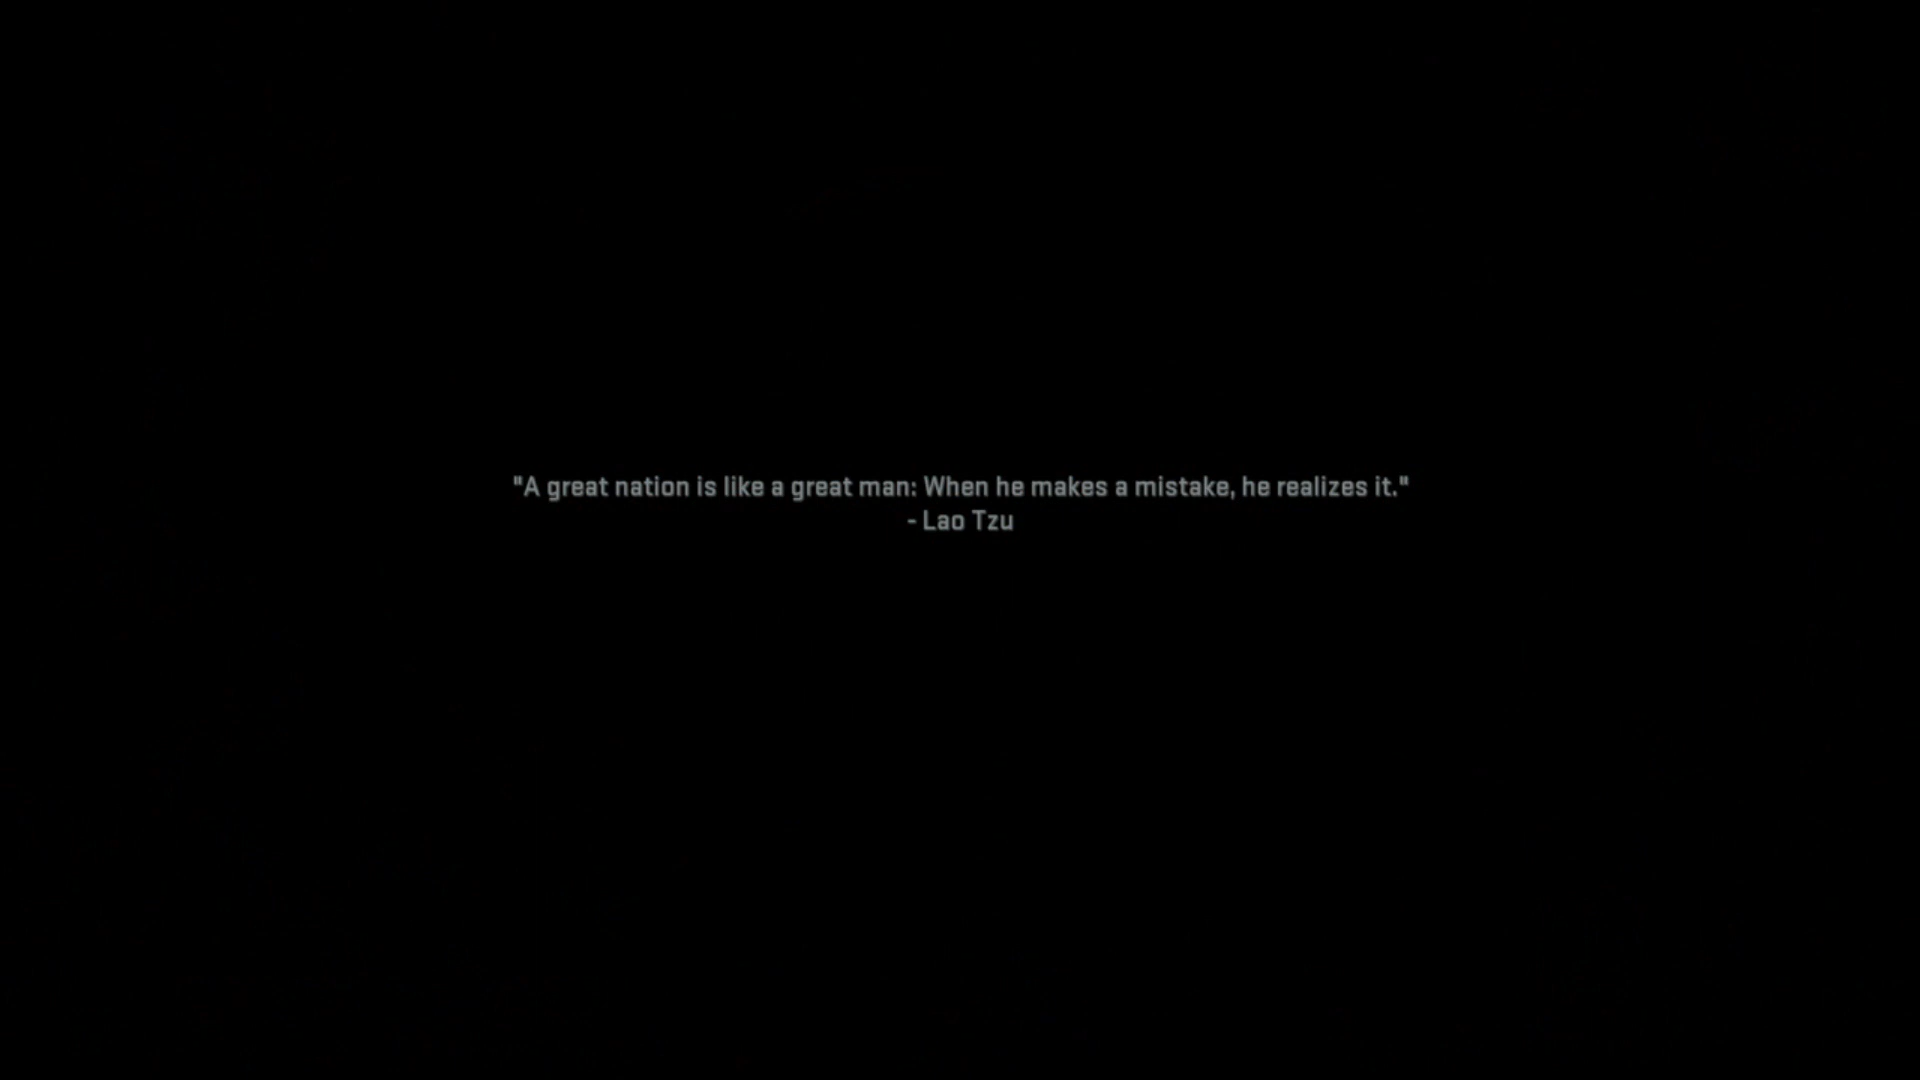 "A great nation is like a great man: When he makes a mistake, he realizes it."
- Lao Tzu